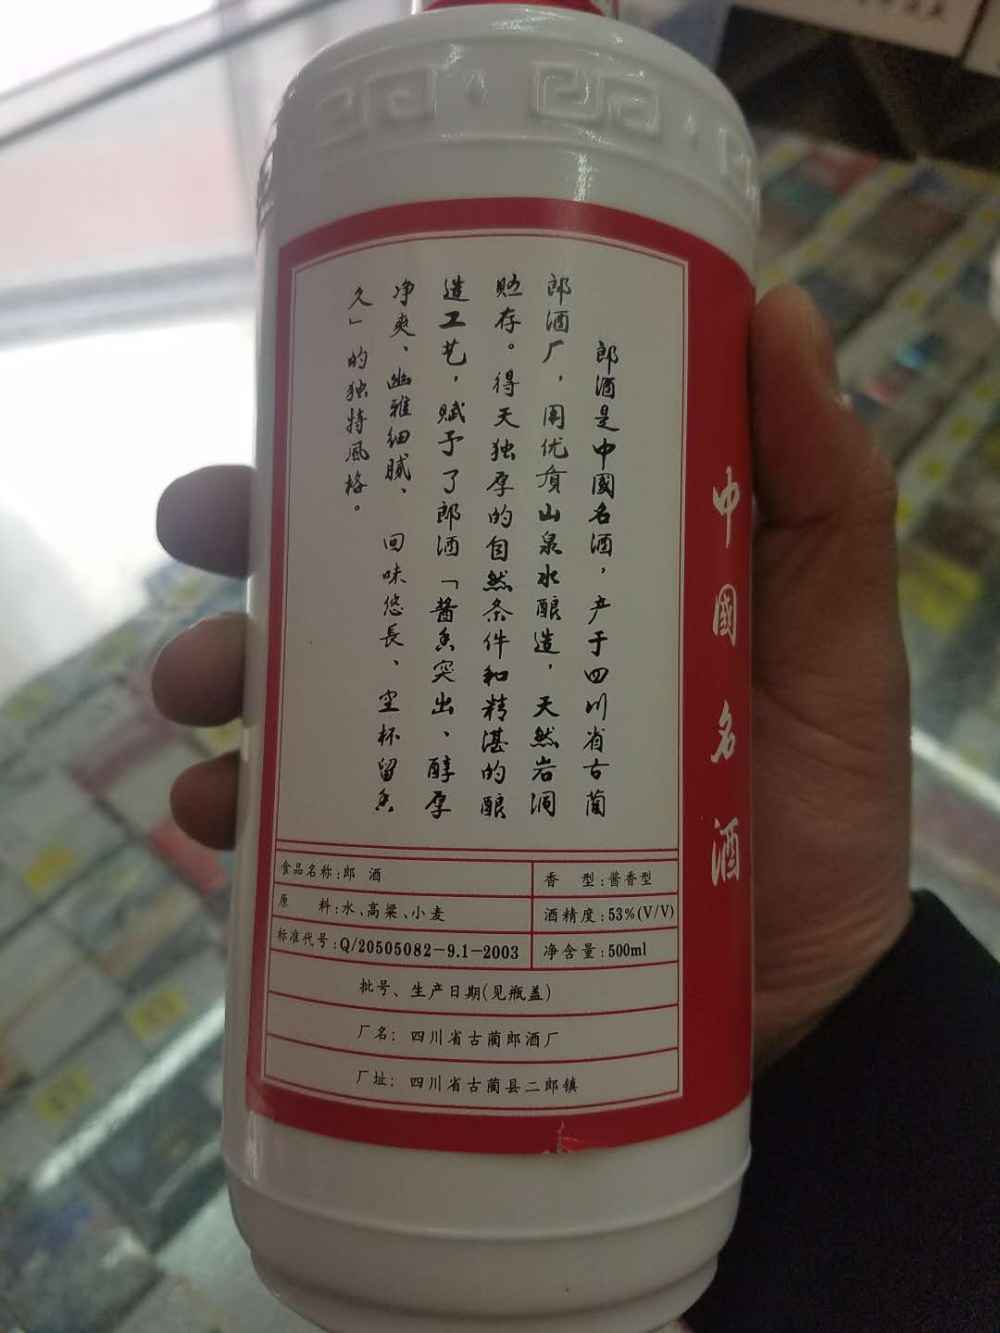 中國名酒
郎酒是中國名酒，产于四川省古蔺
郎酒厂，用优质山泉水酿造，天然岩洞
贮存。得天独厚的自然条件和精湛的酿
造工艺，赋予了郎酒「酱香突出、醇厚
净爽、幽雅细腻、回味悠長、空杯留香
久」的独特風格。
食品名称:郎 酒
香 型:酱香型
原 料:水、高粱、小麦
酒精度:53%(V/V)
标准代号:Q/20505082-9.1-2003
净含量:500ml
批号、生产日期(见瓶盖)
厂名：四川省古蔺郎酒厂
厂址：四川省古蔺县二郎镇